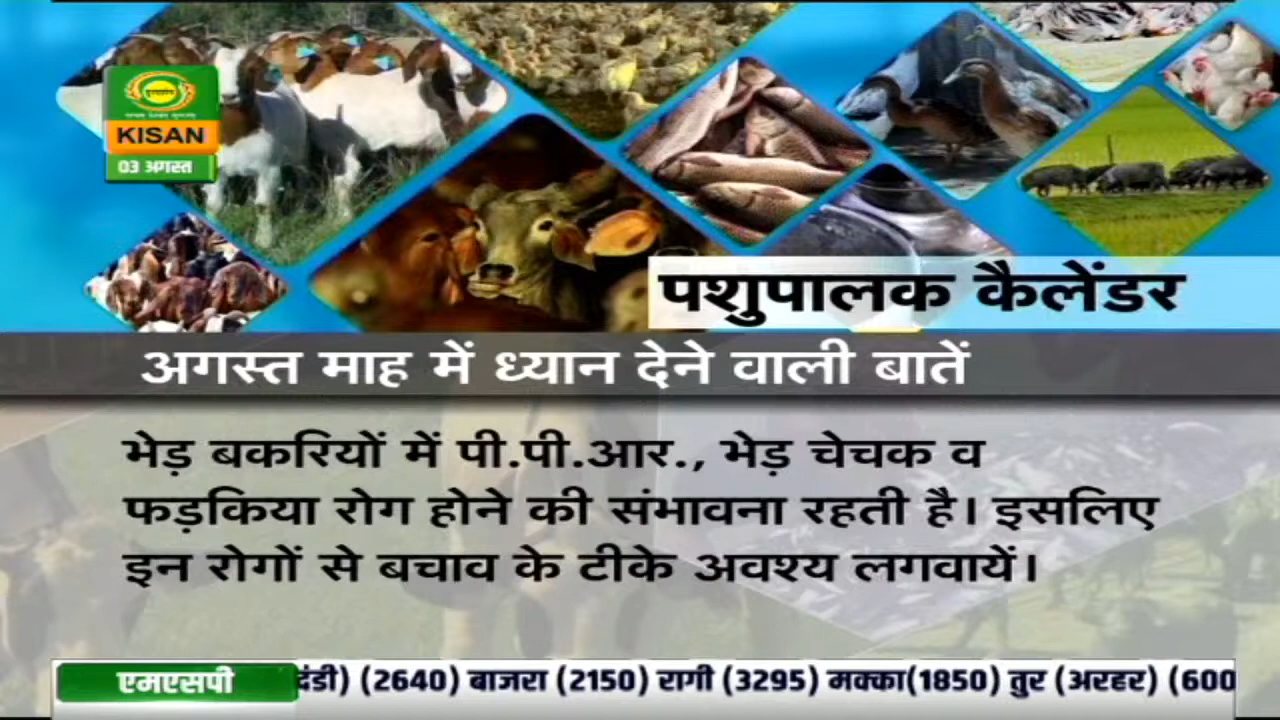 KISAN
03 अगस्त
पशुपालक कैलेंडर
अगस्त माह में ध्यान देने वाली बातें
भेड़ बकरियों में पी.पी.आर., भेड़ चेचक व
फड़किया रोग होने की संभावना रहती है। इसलिए
इन रोगों से बचाव के टीके अवश्य लगवायें।
एमएसपी दंडी) (2640) बाजरा (2150) रागी (3295) मक्का(1850) तुर (अरहर) (600